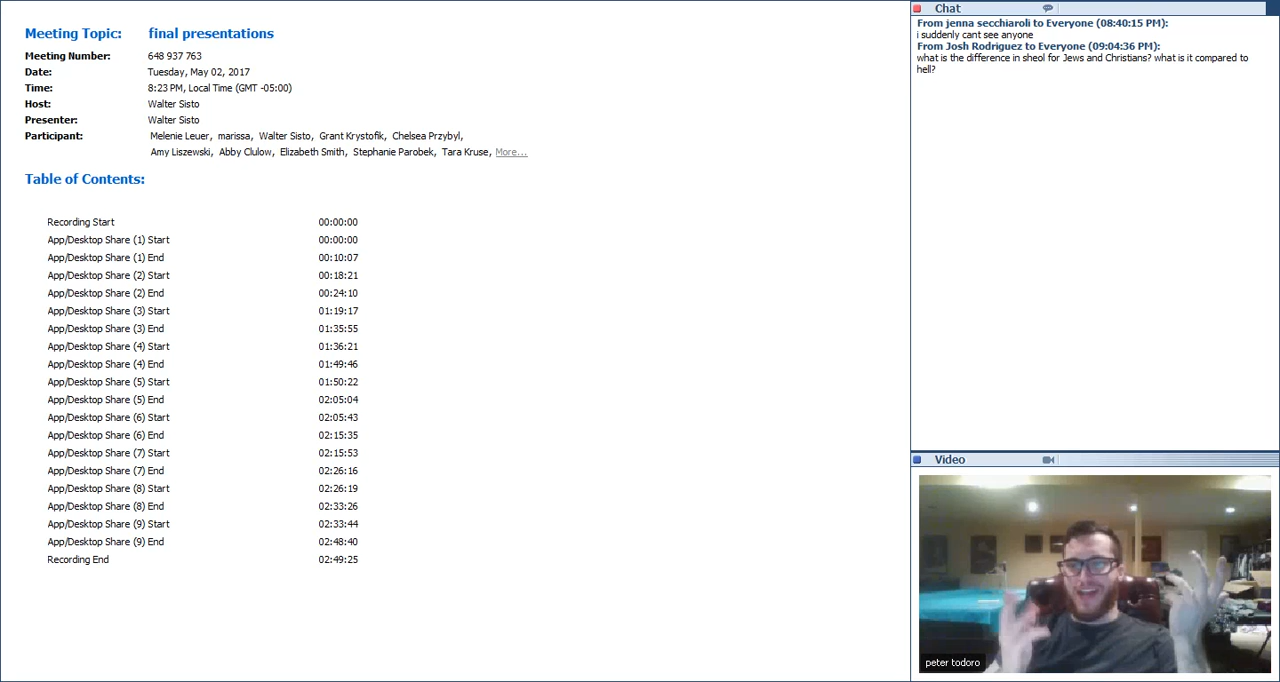 Meeting Topic: final presentations
Meeting Number: 648 937 763
Date: Tuesday, May 02, 2017
Time: 8:23 PM, Local Time (GMT -05:00)
Host: Walter Sisto
Presenter: Walter Sisto
Participant: Melenie Leuer, marissa, Walter Sisto, Grant Krystofik, Chelsea Przybyl,
Amy Liszewski, Abby Clulow, Elizabeth Smith, Stephanie Parobek, Tara Kruse, More...
Table of Contents:
Recording Start 00:00:00
App/Desktop Share (1) Start 00:00:00
App/Desktop Share (1) End 00:10:07
App/Desktop Share (2) Start 00:18:21
App/Desktop Share (2) End 00:24:10
App/Desktop Share (3) Start 01:19:17
App/Desktop Share (3) End 01:35:55
App/Desktop Share (4) Start 01:36:21
App/Desktop Share (4) End 01:49:46
App/Desktop Share (5) Start 01:50:22
App/Desktop Share (5) End 02:05:04
App/Desktop Share (6) Start 02:05:43
App/Desktop Share (6) End 02:15:35
App/Desktop Share (7) Start 02:15:53
App/Desktop Share (7) End 02:26:16
App/Desktop Share (8) Start 02:26:19
App/Desktop Share (8) End 02:33:26
App/Desktop Share (9) Start 02:33:44
App/Desktop Share (9) End 02:48:40
Recording End 02:49:25
Chat
From jenna secchiaroli to Everyone (08:40:15 PM):
i suddenly cant see anyone
From Josh Rodriguez to Everyone (09:04:36 PM):
what is the difference in sheol for Jews and Christians? what is it compared to
hell?
Video
peter todoro